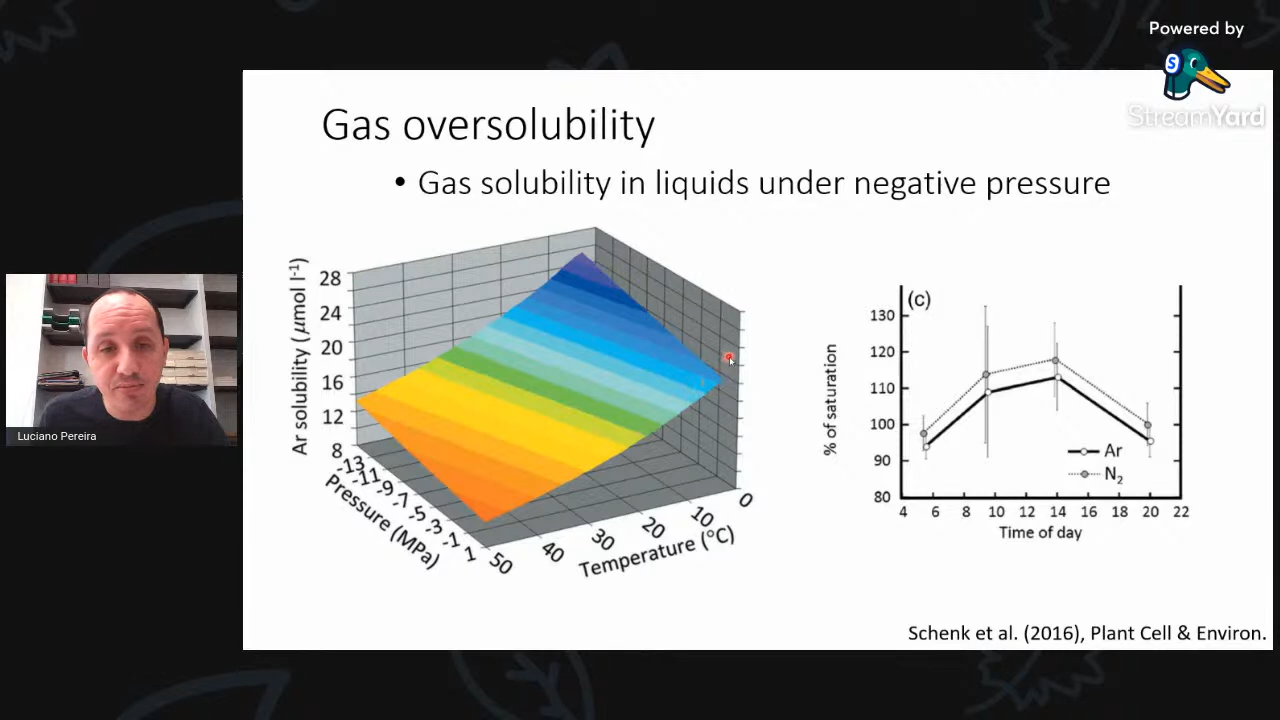 Powered by
S
StreamYard
Gas oversolubility
• Gas solubility in liquids under negative pressure
Ar solubility (μmol l-1)
28
24
20
16
12
8
-13
-11
-9
-7
-5
-3
-1
1
Pressure (MPa)
50
40
30
20
10
0
Temperature (°C)
(c)
% of saturation
130
120
110
100
90
80
Ar
N2
4 6 8 10 12 14 16 18 20 22
Time of day
Luciano Pereira
Schenk et al. (2016), Plant Cell & Environ.